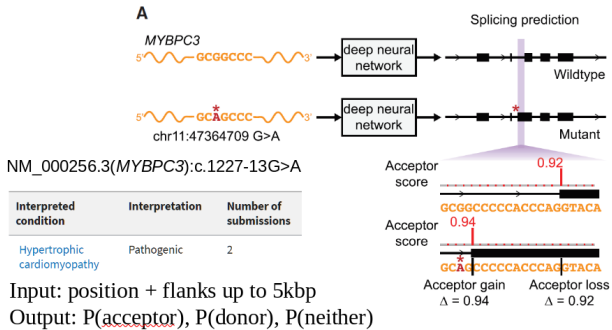 A
MYBPC3
5' GCGGCCC 3'
deep neural
network
Splicing prediction
Wildtype
*
5' GCAGCCC 3'
chr11:47364709 G>A
deep neural
network
*
Mutant
NM_000256.3(MYBPC3):c.1227-13G>A
Interpreted
condition
Interpretation
Number of
submissions
Hypertrophic
cardiomyopathy
Pathogenic
2
Acceptor
score
0.92
GCGGCCCCCACCCAGGTACA
Acceptor
score
0.94
*
GCAGCCCCCACCCAGGTACA
Acceptor gain
Δ = 0.94
Acceptor loss
Δ = 0.92
Input: position + flanks up to 5kbp
Output: P(acceptor), P(donor), P(neither)